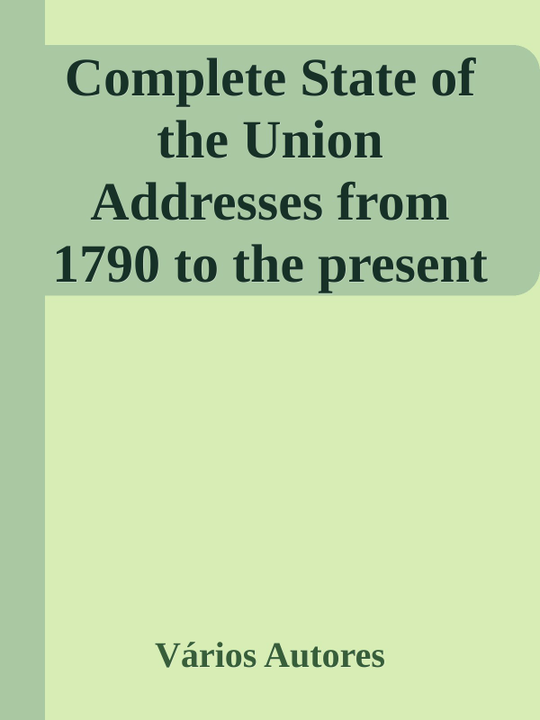 Complete State of
the Union
Addresses from
1790 to the present
Vários Autores